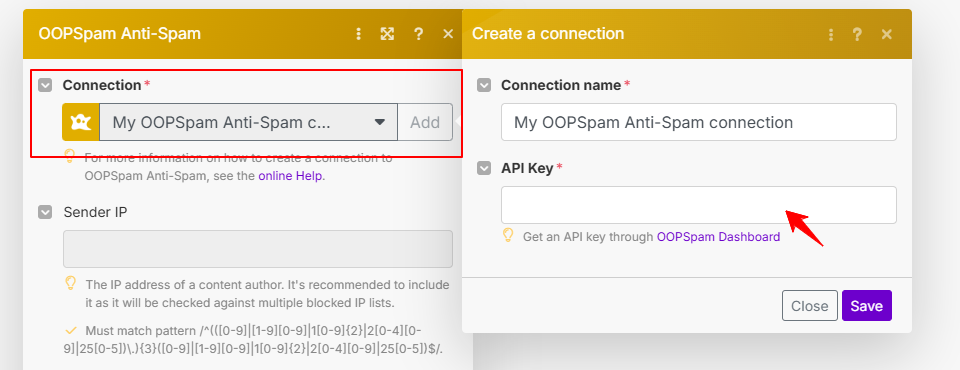 OOPSpam Anti-Spam
Connection *
My OOPSpam Anti-Spam c...
Add
For more information on how to create a connection to
OOPSpam Anti-Spam, see the online Help.
Sender IP
The IP address of a content author. It's recommended to include
it as it will be checked against multiple blocked IP lists.
Must match pattern /^(([0-9]|[1-9][0-9]|1[0-9]{2}|2[0-4][0-
9]|25[0-5])\.){3}([0-9]|[1-9][0-9]|1[0-9]{2}|2[0-4][0-9]|25[0-5])$/.
Create a connection
Connection name *
My OOPSpam Anti-Spam connection
API Key *
Get an API key through OOPSpam Dashboard
Close
Save